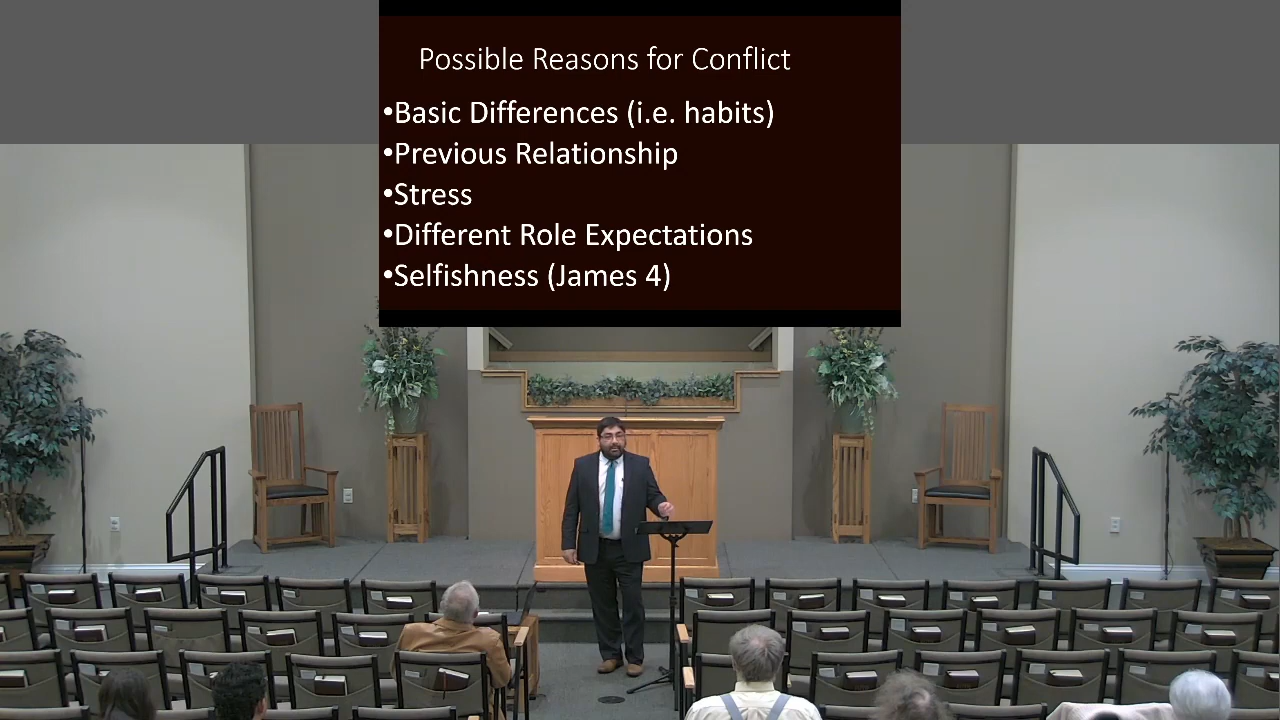 Possible Reasons for Conflict
•Basic Differences (i.e. habits)
•Previous Relationship
•Stress
•Different Role Expectations
•Selfishness (James 4)